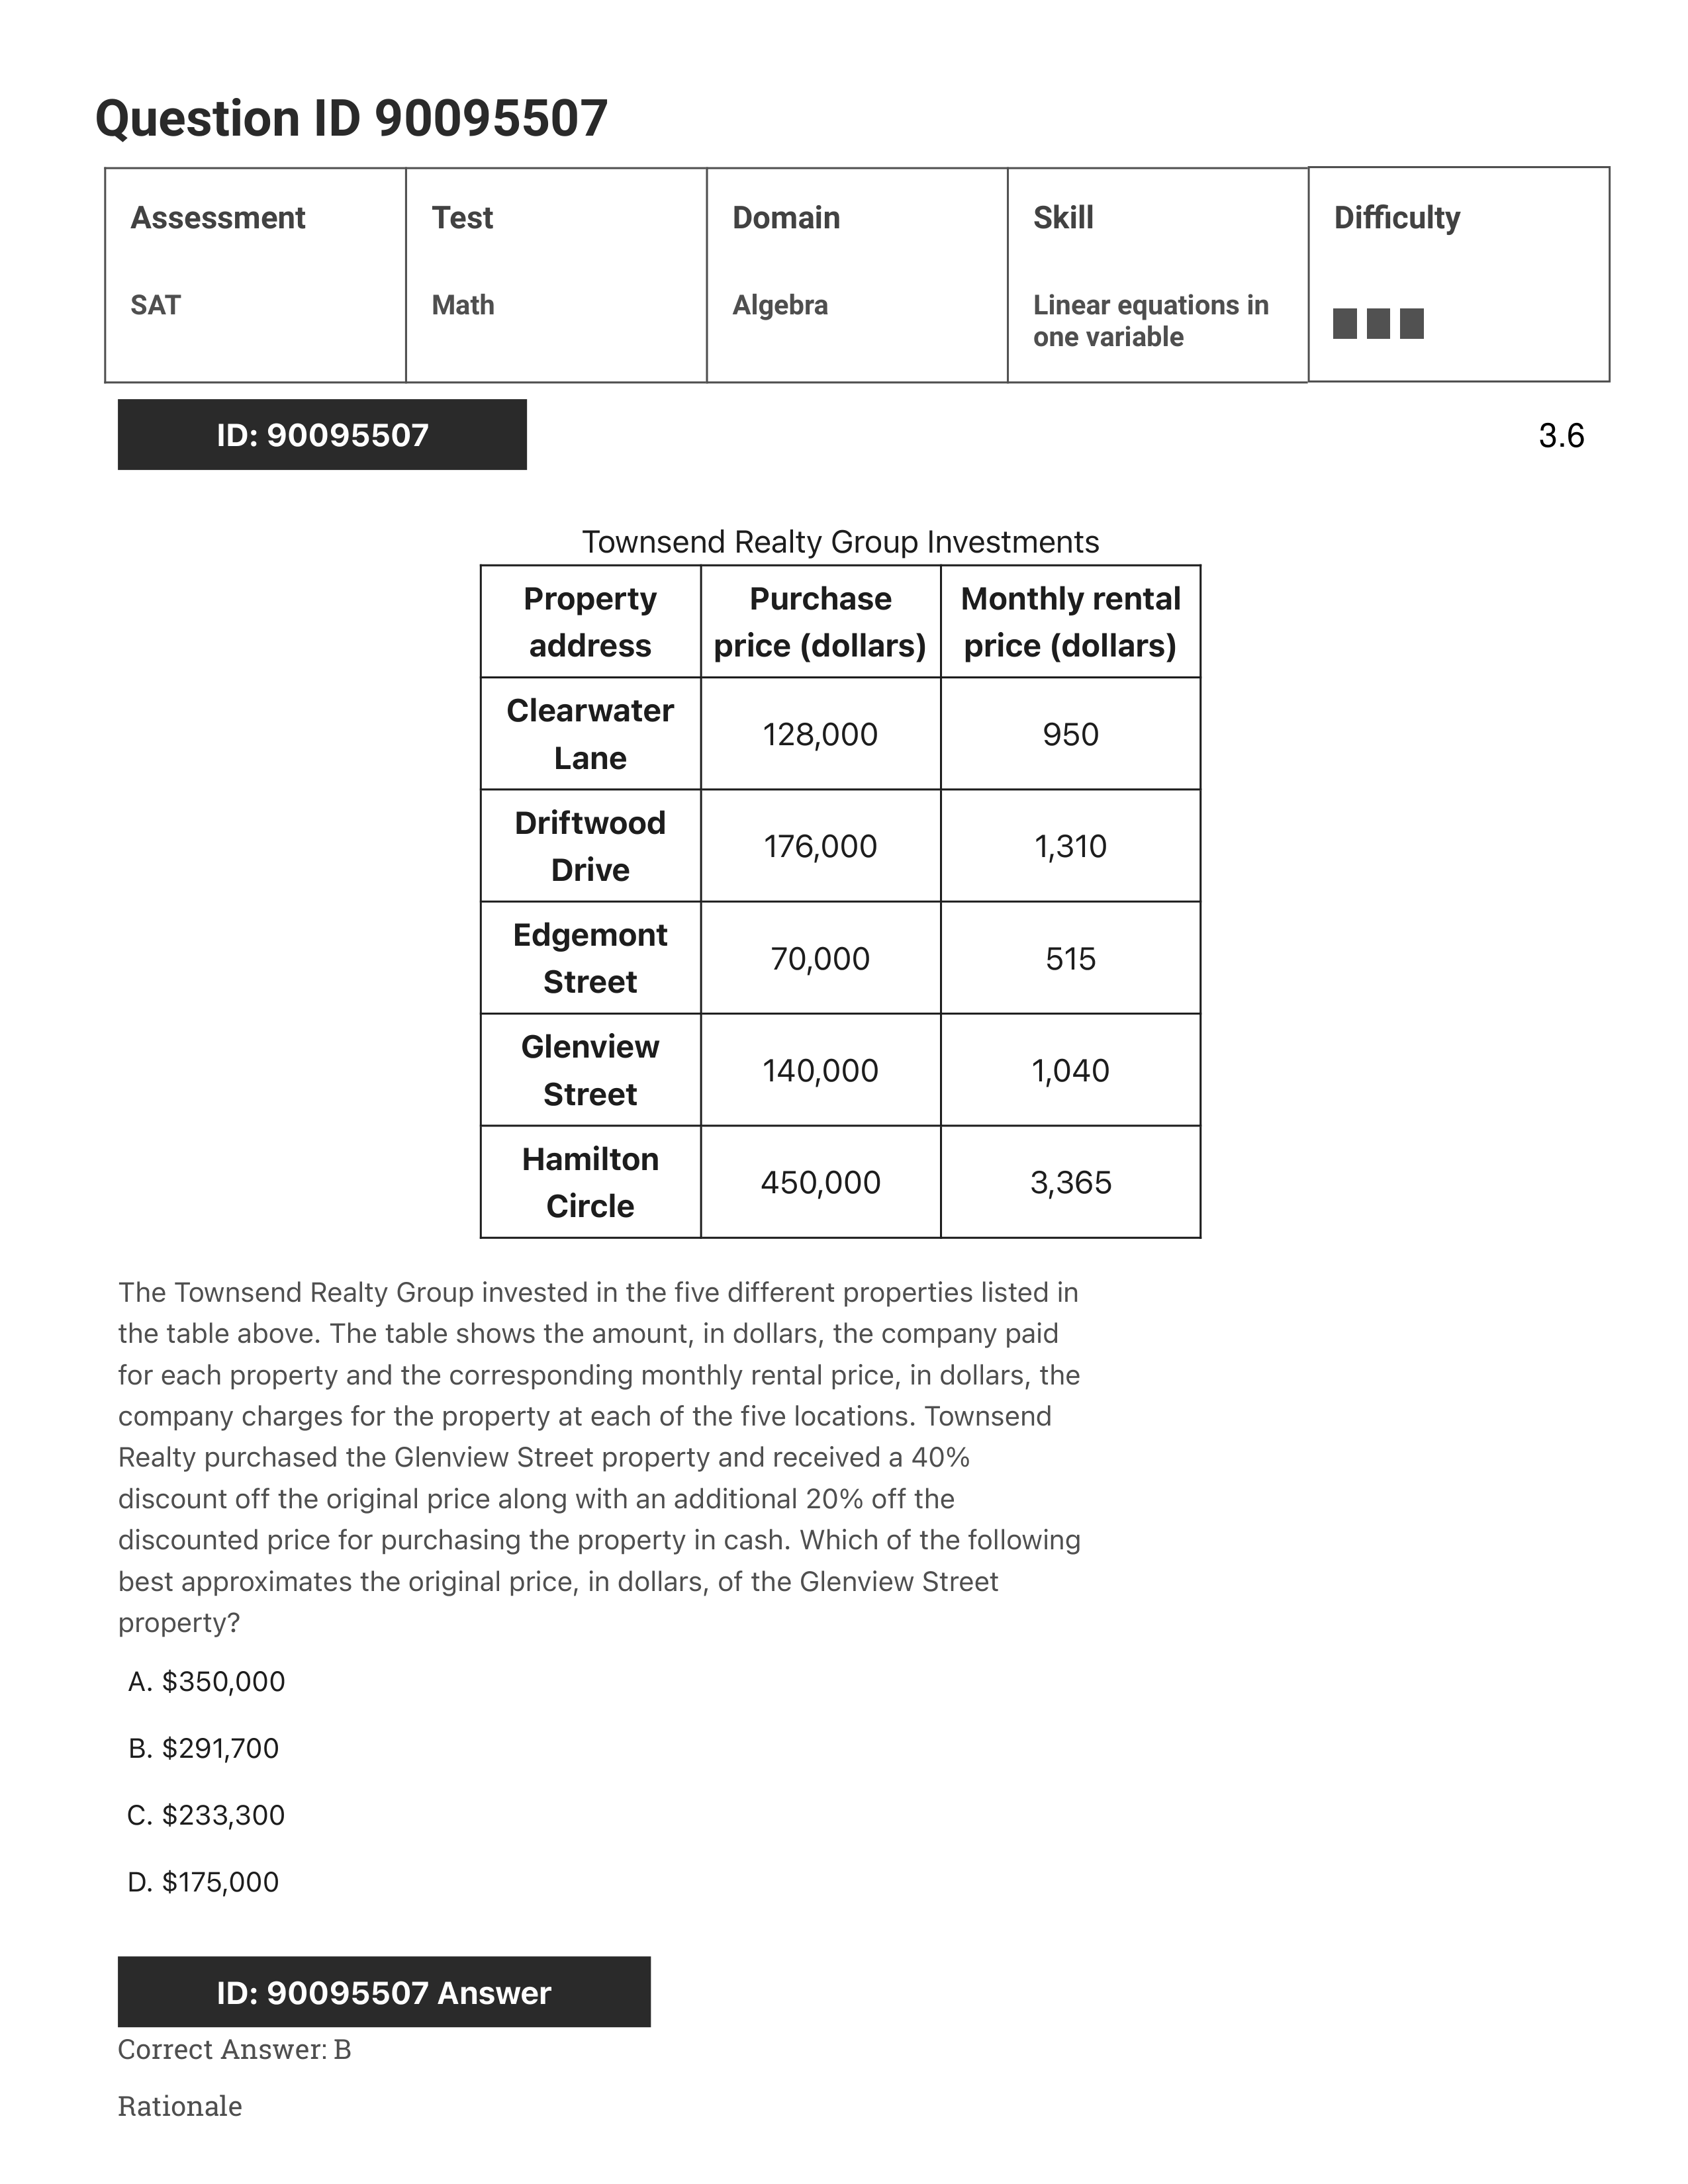 Question ID 90095507
Assessment
Test
Domain
Skill
Difficulty
SAT
Math
Algebra
Linear equations in
one variable
ID: 90095507
3.6
Townsend Realty Group Investments
Property
address
Purchase
price (dollars)
Monthly rental
price (dollars)
Clearwater
Lane
128,000
950
Driftwood
Drive
176,000
1,310
Edgemont
Street
70,000
515
Glenview
Street
140,000
1,040
Hamilton
Circle
450,000
3,365
The Townsend Realty Group invested in the five different properties listed in
the table above. The table shows the amount, in dollars, the company paid
for each property and the corresponding monthly rental price, in dollars, the
company charges for the property at each of the five locations. Townsend
Realty purchased the Glenview Street property and received a 40%
discount off the original price along with an additional 20% off the
discounted price for purchasing the property in cash. Which of the following
best approximates the original price, in dollars, of the Glenview Street
property?
A. $350,000
B. $291,700
C. $233,300
D. $175,000
ID: 90095507 Answer
Correct Answer: B
Rationale